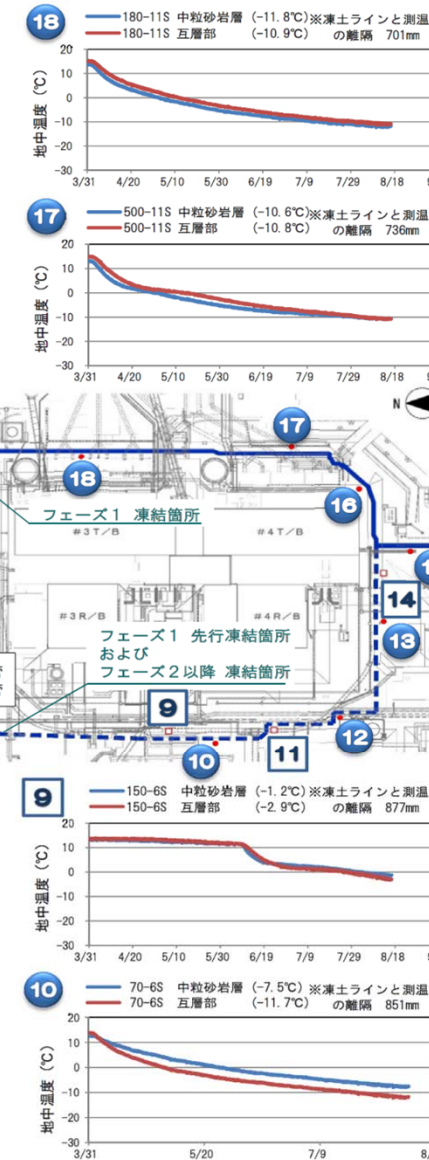 18
180-11S 中粒砂岩層 (-11.8℃)※凍土ラインと測温
180-11S 互層部 (-10.9℃) の離隔 701mm
地中温度 (℃)
20
10
0
-10
-20
-30
3/31 4/20 5/10 5/30 6/19 7/9 7/29 8/18
17
500-11S 中粒砂岩層 (-10.6℃)※凍土ラインと測温
500-11S 互層部 (-10.8℃) の離隔 736mm
地中温度 (℃)
20
10
0
-10
-20
-30
3/31 4/20 5/10 5/30 6/19 7/9 7/29 8/18
N
17
18
16
フェーズ1 凍結箇所
#3T/B
#4T/B
14
13
#3R/B
#4R/B
フェーズ1 先行凍結箇所
および
フェーズ2以降 凍結箇所
9
10
11
12
9
150-6S 中粒砂岩層 (-1.2℃)※凍土ラインと測温
150-6S 互層部 (-2.9℃) の離隔 877mm
地中温度 (℃)
20
10
0
-10
-20
-30
3/31 4/20 5/10 5/30 6/19 7/9 7/29 8/18
10
70-6S 中粒砂岩層 (-7.5℃)※凍土ラインと測温
70-6S 互層部 (-11.7℃) の離隔 851mm
地中温度 (℃)
20
10
0
-10
-20
-30
3/31 5/20 7/9